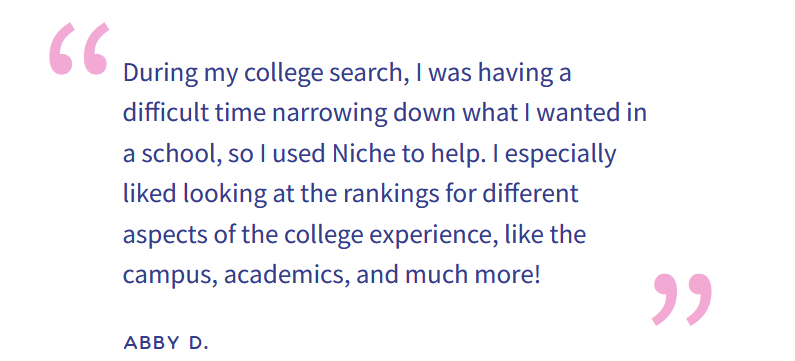 “
During my college search, I was having a
difficult time narrowing down what I wanted in
a school, so I used Niche to help. I especially
liked looking at the rankings for different
aspects of the college experience, like the
campus, academics, and much more!
”
ABBY D.